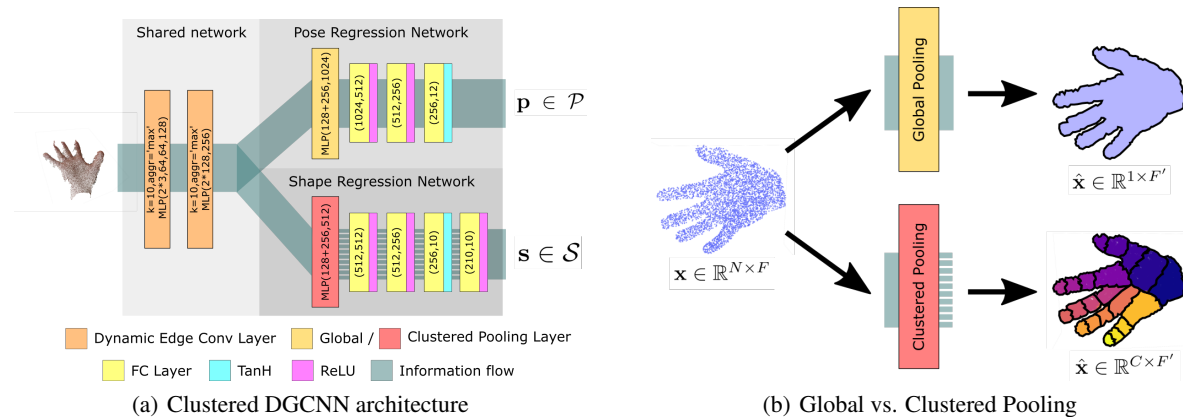 Shared network
Pose Regression Network
k=10,aggr='max'
MLP(2*3,64,64,128)
k=10,aggr='max'
MLP(2*128,256)
MLP(128+256,1024)
(1024,512)
(512,256)
(256,12)
p ∈ 𝒫
Shape Regression Network
MLP(128+256,512)
(512,512)
(512,256)
(256,10)
(210,10)
s ∈ 𝒮
Dynamic Edge Conv Layer
Global /
Clustered Pooling Layer
FC Layer
TanH
ReLU
Information flow
(a) Clustered DGCNN architecture
x ∈ ℝ^{N×F}
Global Pooling
x̂ ∈ ℝ^{1×F′}
Clustered Pooling
x̂ ∈ ℝ^{C×F′}
(b) Global vs. Clustered Pooling